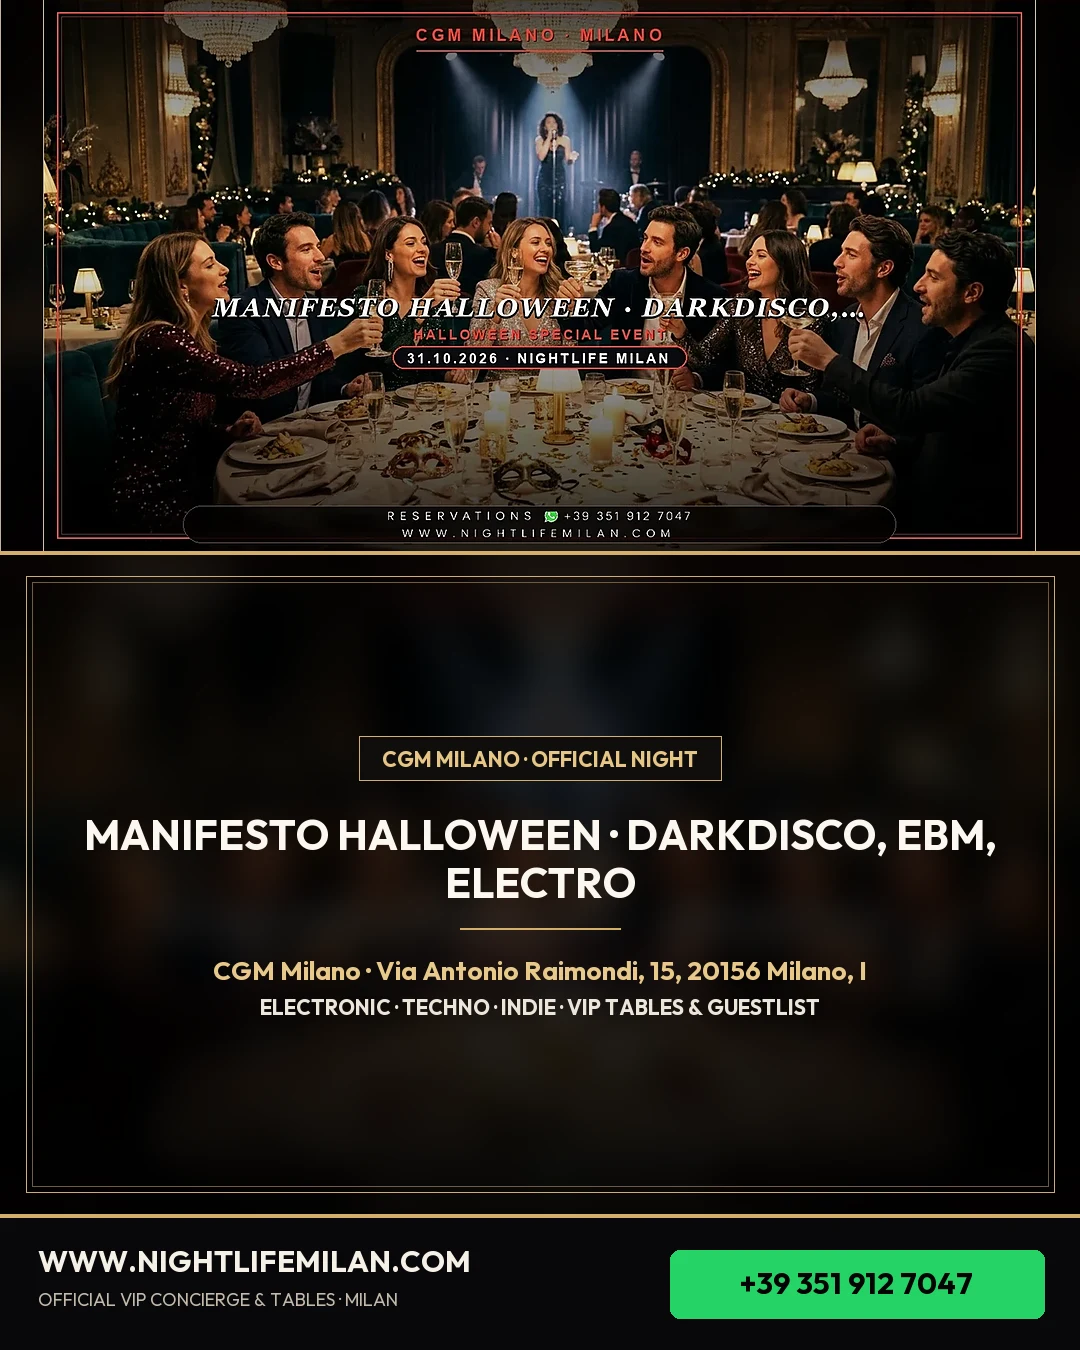 CGM MILANO · MILANO
MANIFESTO HALLOWEEN · DARKDISCO,...
HALLOWEEN SPECIAL EVENT
31.10.2026 · NIGHTLIFE MILAN
RESERVATIONS +39 351 912 7047
WWW.NIGHTLIFEMILAN.COM
CGM MILANO · OFFICIAL NIGHT
MANIFESTO HALLOWEEN · DARKDISCO, EBM,
ELECTRO
CGM Milano · Via Antonio Raimondi, 15, 20156 Milano, I
ELECTRONIC · TECHNO · INDIE · VIP TABLES & GUESTLIST
WWW.NIGHTLIFEMILAN.COM
OFFICIAL VIP CONCIERGE & TABLES · MILAN
+39 351 912 7047